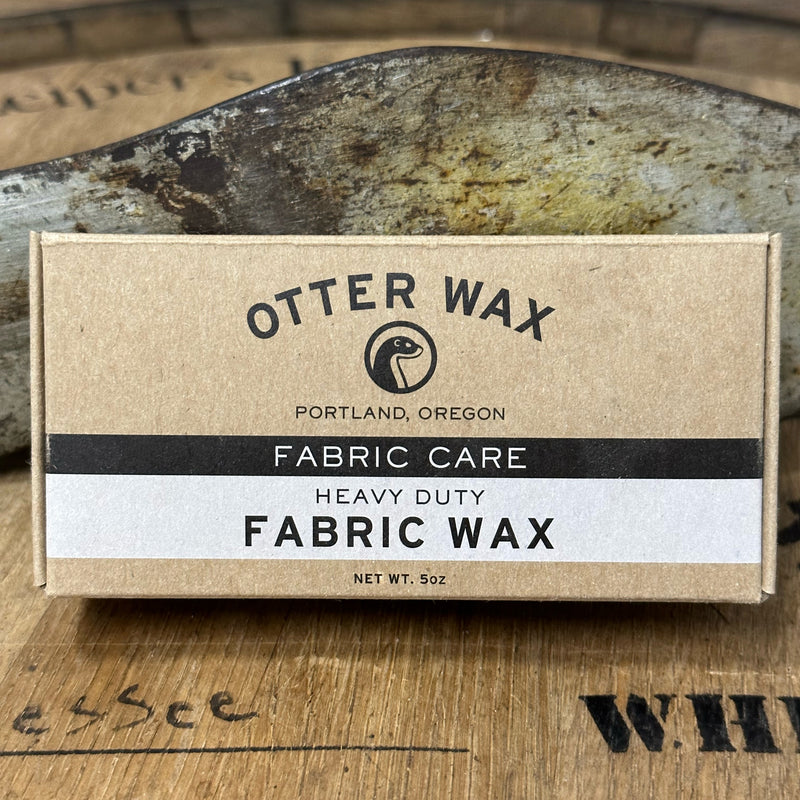 OTTER WAX
PORTLAND, OREGON
FABRIC CARE
HEAVY DUTY
FABRIC WAX
NET WT. 5oz